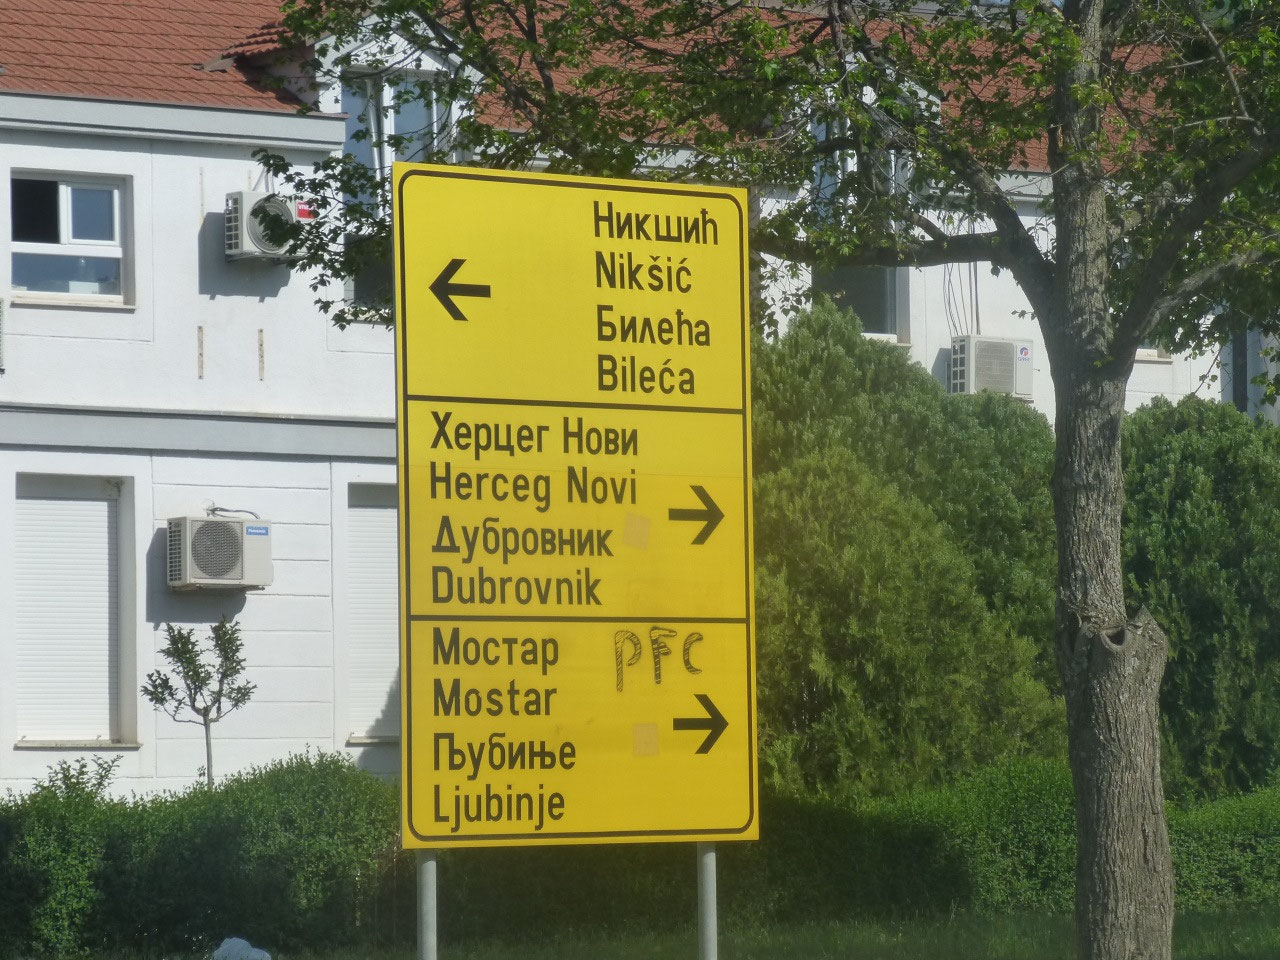 Никшић
Nikšić
Билећа
Bileća
Херцег Нови
Herceg Novi
Дубровник
Dubrovnik
Мостар
PFC
Mostar
Љубиње
Ljubinje